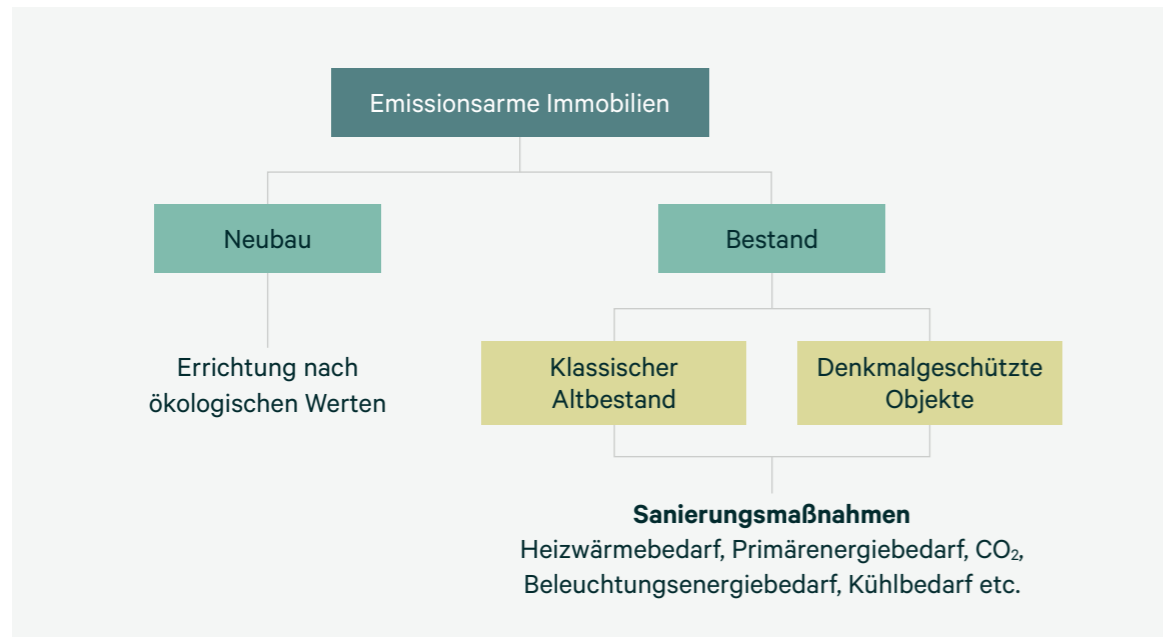 Emissionsarme Immobilien
Neubau
Bestand
Errichtung nach
ökologischen Werten
Klassischer
Altbestand
Denkmalgeschützte
Objekte
Sanierungsmaßnahmen
Heizwärmebedarf, Primärenergiebedarf, CO₂,
Beleuchtungsenergiebedarf, Kühlbedarf etc.